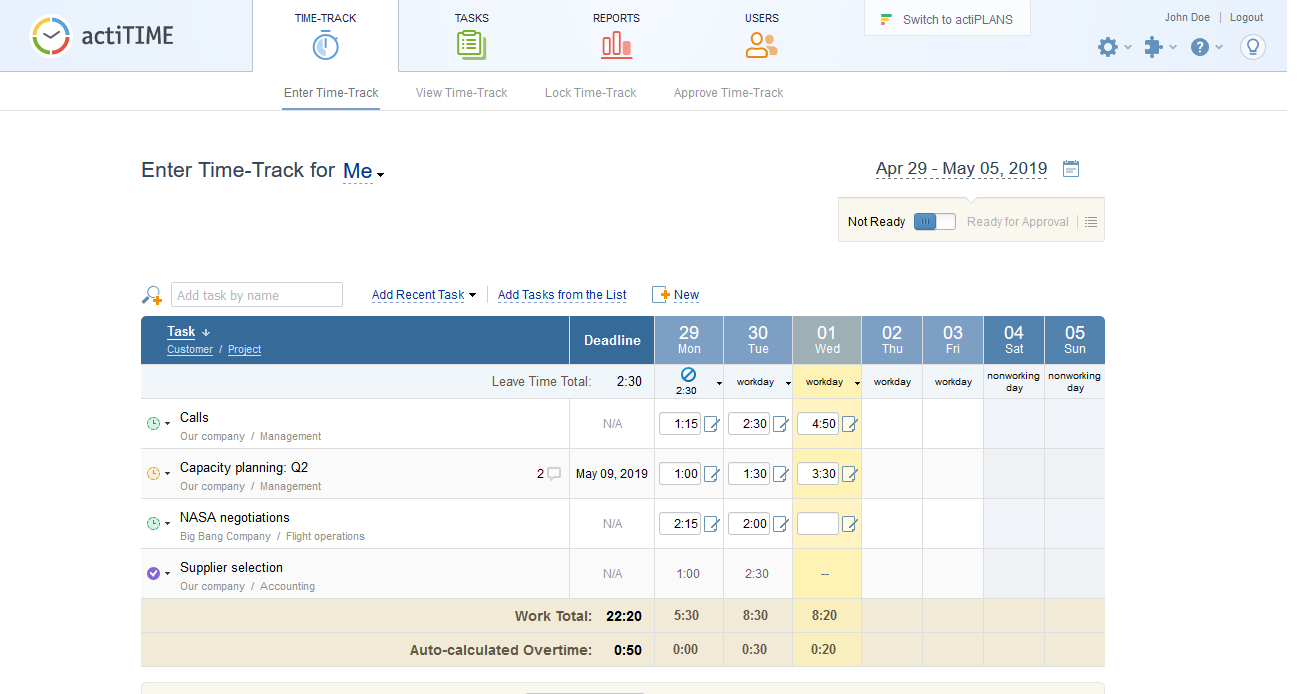 actiTIME
TIME-TRACK TASKS REPORTS USERS
Switch to actiPLANS
John Doe | Logout
Enter Time-Track View Time-Track Lock Time-Track Approve Time-Track
Enter Time-Track for Me
Apr 29 - May 05, 2019
Not Ready Ready for Approval
Add task by name Add Recent Task Add Tasks from the List New
Task Deadline 29 30 01 02 03 04 05
Customer / Project Mon Tue Wed Thu Fri Sat Sun
Leave Time Total: 2:30 2:30 workday workday workday workday nonworking day nonworking day
Calls N/A 1:15 2:30 4:50
Our company / Management
Capacity planning: Q2 2 May 09, 2019 1:00 1:30 3:30
Our company / Management
NASA negotiations N/A 2:15 2:00
Big Bang Company / Flight operations
Supplier selection N/A 1:00 2:30 --
Our company / Accounting
Work Total: 22:20 5:30 8:30 8:20
Auto-calculated Overtime: 0:50 0:00 0:30 0:20